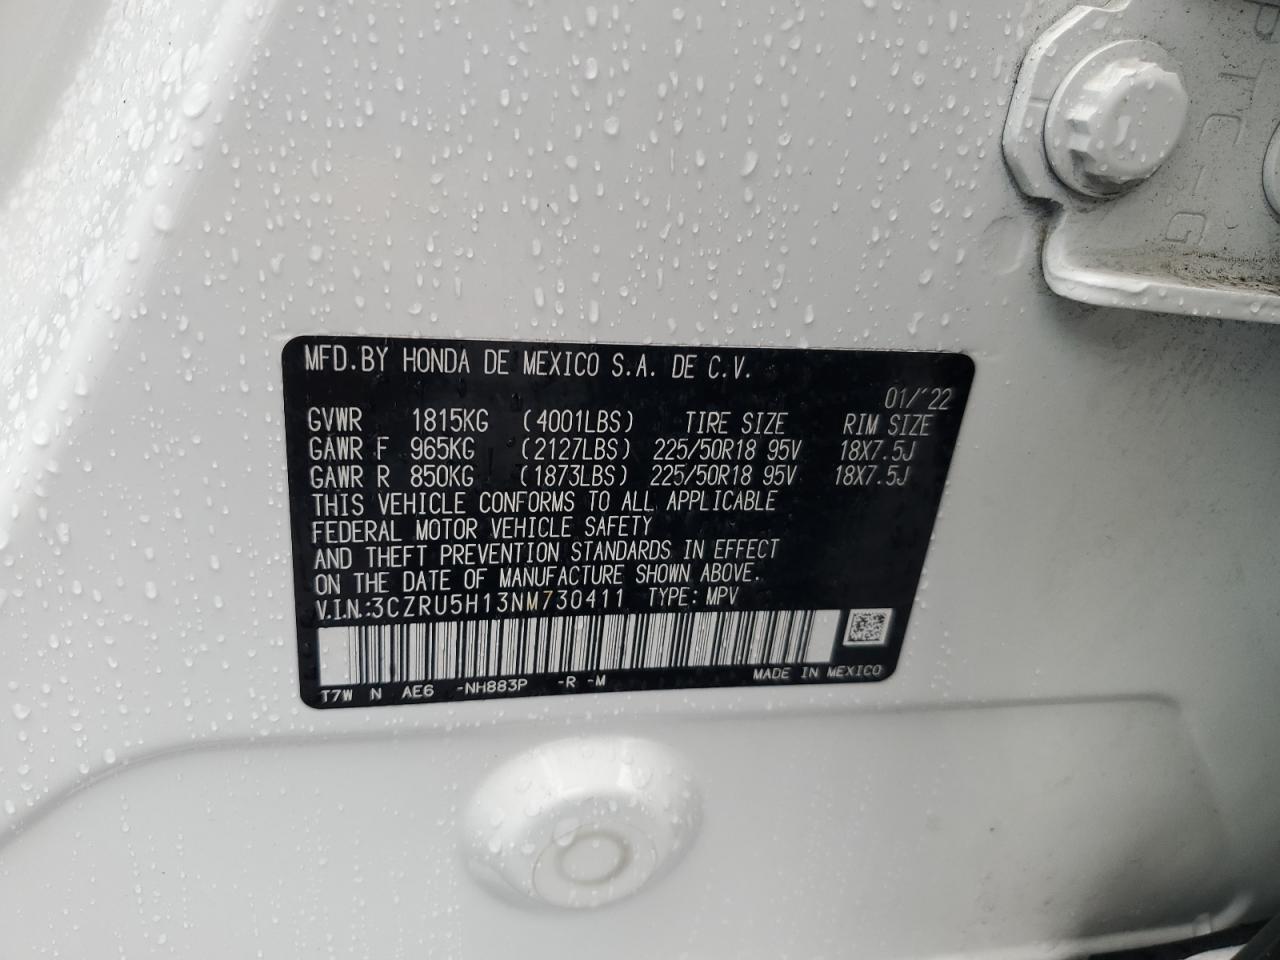 MFD.BY HONDA DE MEXICO S.A. DE C.V.
01/'22
GVWR 1815KG (4001LBS) TIRE SIZE RIM SIZE
GAWR F 965KG (2127LBS) 225/50R18 95V 18X7.5J
GAWR R 850KG (1873LBS) 225/50R18 95V 18X7.5J
THIS VEHICLE CONFORMS TO ALL APPLICABLE
FEDERAL MOTOR VEHICLE SAFETY
AND THEFT PREVENTION STANDARDS IN EFFECT
ON THE DATE OF MANUFACTURE SHOWN ABOVE.
V.I.N.:3CZRU5H13NM730411 TYPE: MPV
T7W N AE6 -NH883P -R -M MADE IN MEXICO